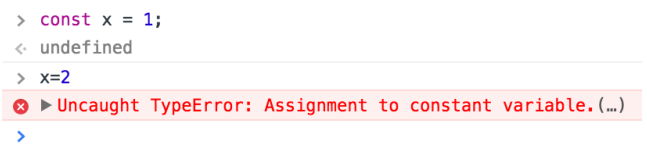 > const x = 1;
<· undefined
> x=2
▶Uncaught TypeError: Assignment to constant variable.(…)
>